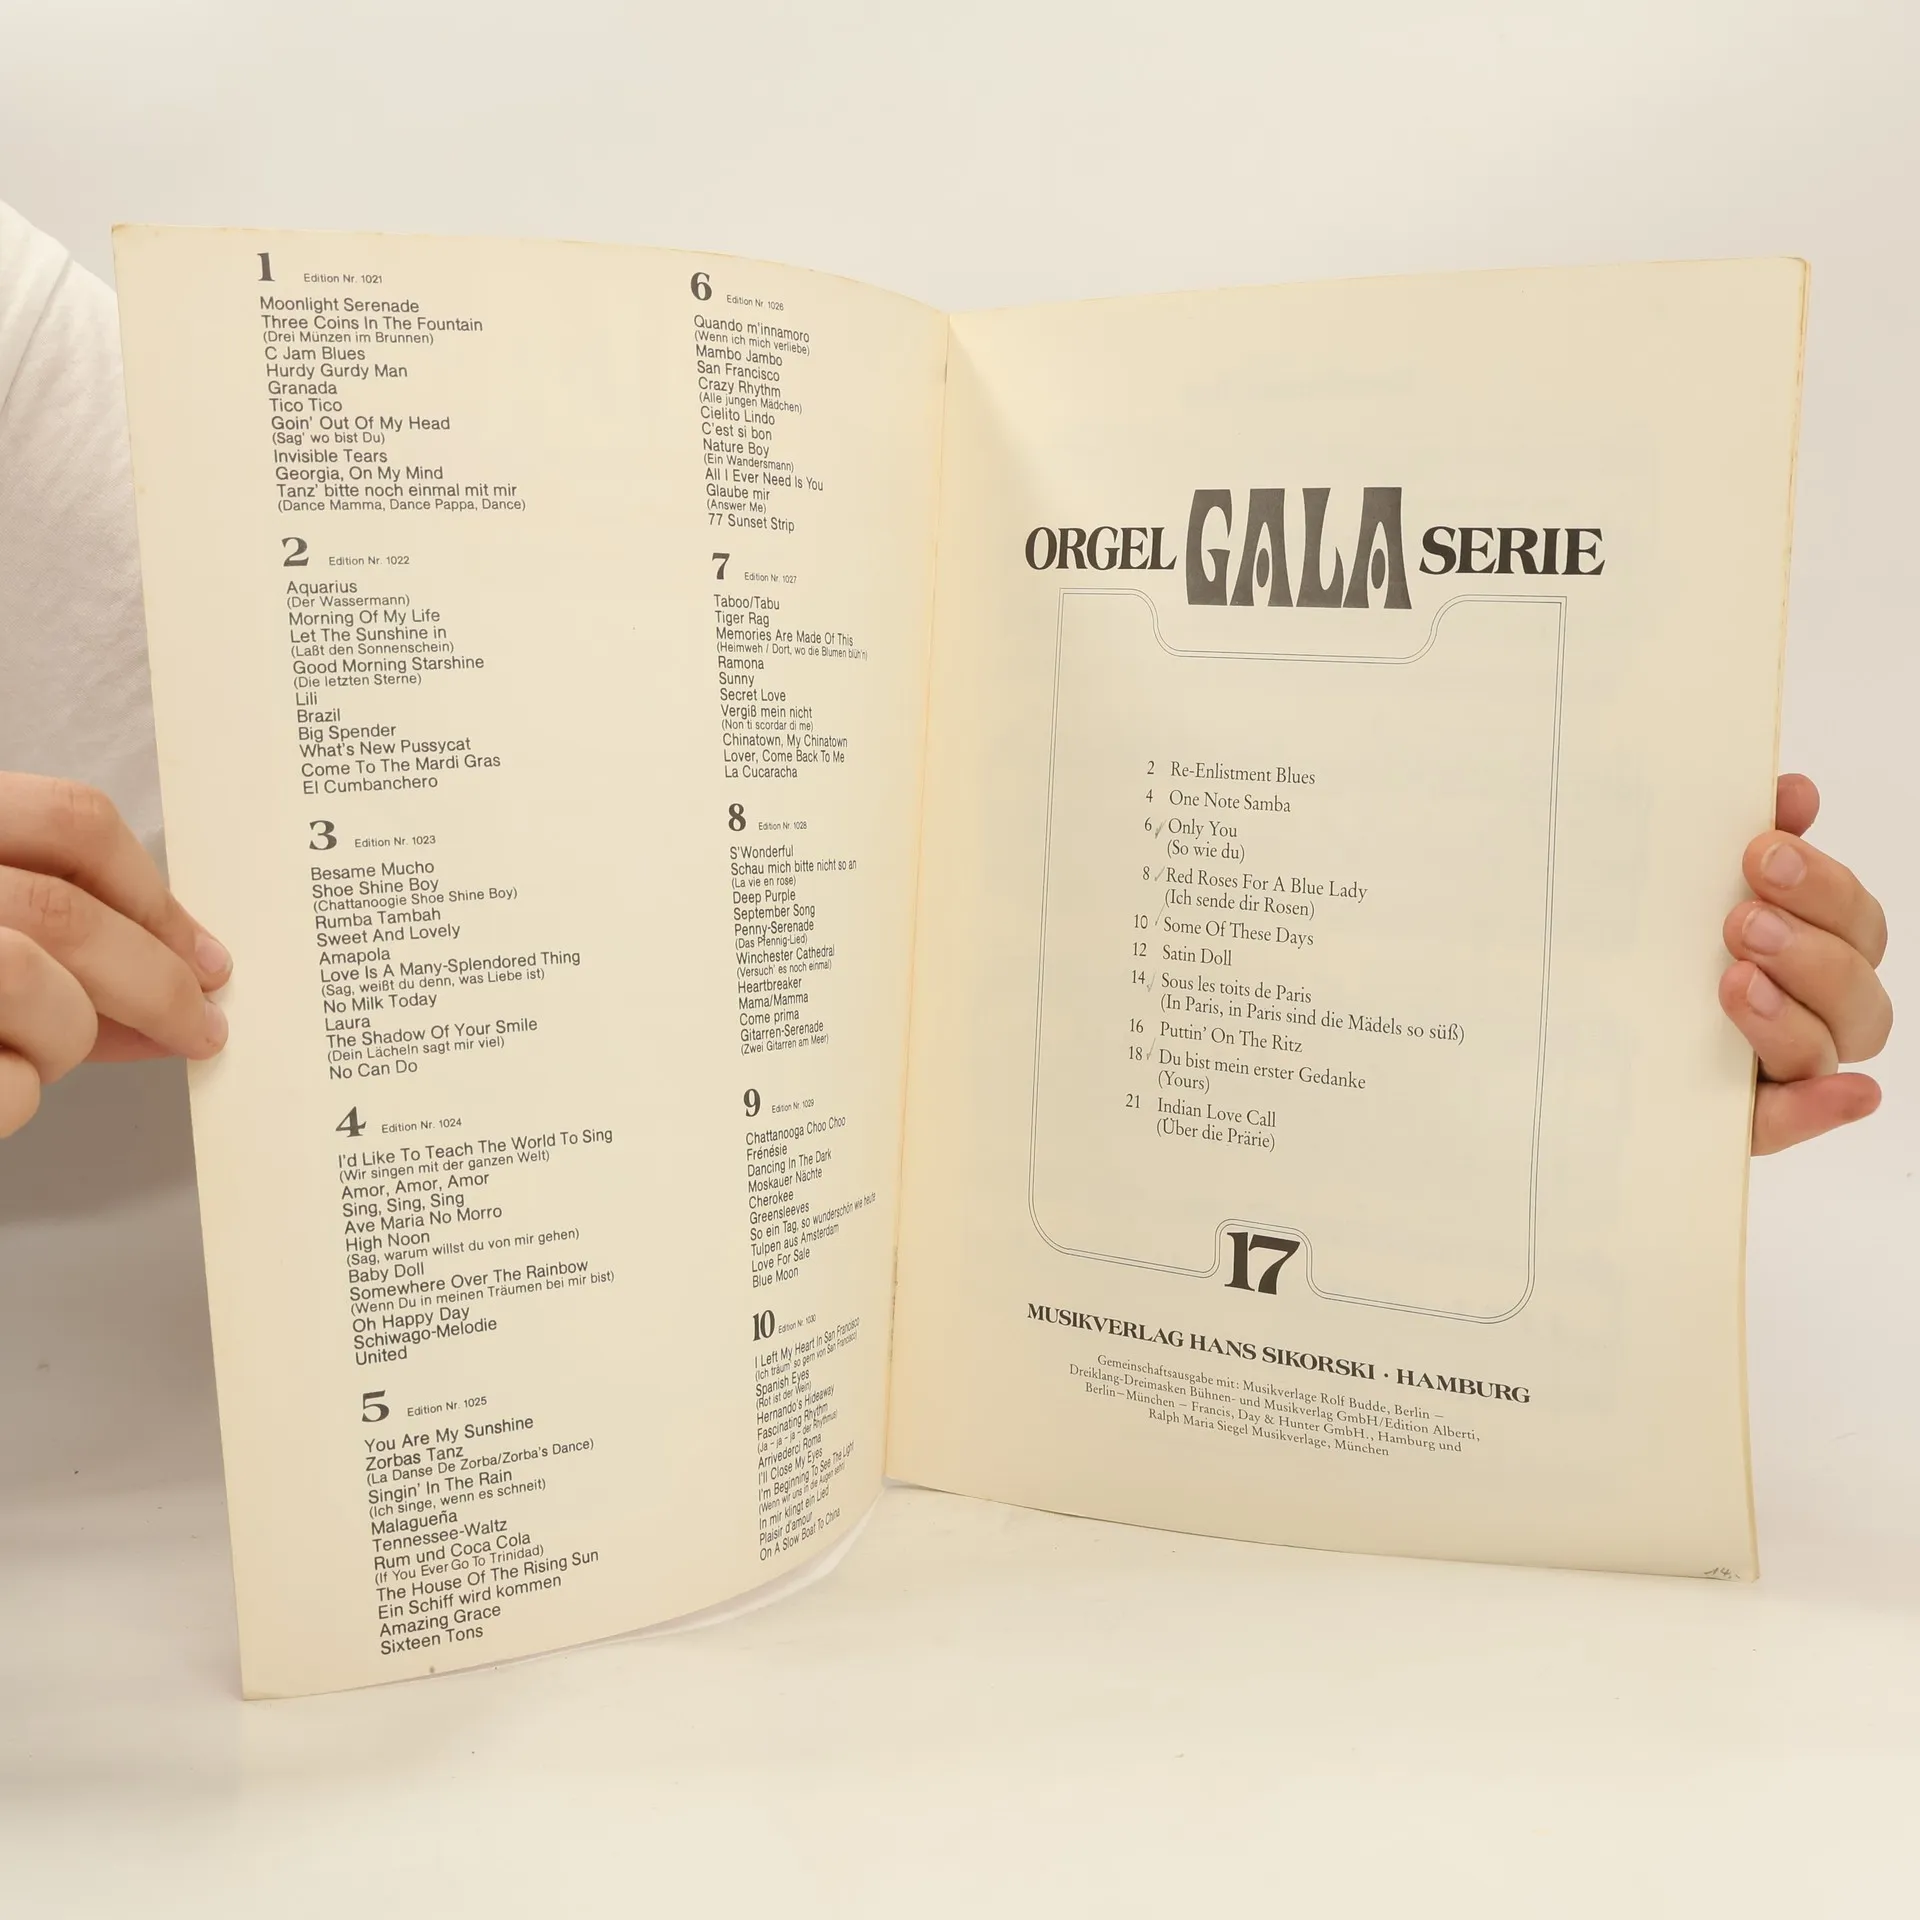 1 Edition Nr. 1021
Moonlight Serenade
Three Coins In The Fountain
(Drei Münzen im Brunnen)
C Jam Blues
Hurdy Gurdy Man
Granada
Tico Tico
Goin' Out Of My Head
(Sag' wo bist Du)
Invisible Tears
Georgia, On My Mind
Tanz' bitte noch einmal mit mir
(Dance Mamma, Dance Pappa, Dance)
2 Edition Nr. 1022
Aquarius
(Der Wassermann)
Morning Of My Life
Let The Sunshine in
(Laßt den Sonnenschein)
Good Morning Starshine
(Die letzten Sterne)
Lili
Brazil
Big Spender
What's New Pussycat
Come To The Mardi Gras
El Cumbanchero
3 Edition Nr. 1023
Besame Mucho
Shoe Shine Boy
(Chattanoogie Shoe Shine Boy)
Rumba Tambah
Sweet And Lovely
Amapola
Love Is A Many-Splendored Thing
(Sag, weißt du denn, was Liebe ist)
No Milk Today
Laura
The Shadow Of Your Smile
(Dein Lächeln sagt mir viel)
No Can Do
4 Edition Nr. 1024
I'd Like To Teach The World To Sing
(Wir singen mit der ganzen Welt)
Amor, Amor, Amor
Sing, Sing, Sing
Ave Maria No Morro
High Noon
(Sag, warum willst du von mir gehen)
Baby Doll
Somewhere Over The Rainbow
(Wenn Du in meinen Träumen bei mir bist)
Oh Happy Day
Schiwago-Melodie
United
5 Edition Nr. 1025
You Are My Sunshine
Zorbas Tanz
(La Danse De Zorba/Zorba's Dance)
Singin' In The Rain
(Ich singe, wenn es schneit)
Malagueña
Tennessee-Waltz
Rum und Coca Cola
(If You Ever Go To Trinidad)
The House Of The Rising Sun
Ein Schiff wird kommen
Amazing Grace
Sixteen Tons
6 Edition Nr. 1026
Quando m'innamoro
(Wenn ich mich verliebe)
Mambo Jambo
San Francisco
Crazy Rhythm
(Alle jungen Mädchen)
Cielito Lindo
C'est si bon
Nature Boy
(Ein Wandersmann)
All I Ever Need Is You
Glaube mir
(Answer Me)
77 Sunset Strip
7 Edition Nr. 1027
Taboo/Tabu
Tiger Rag
Memories Are Made Of This
(Heimweh / Dort, wo die Blumen blüh'n)
Ramona
Sunny
Secret Love
Vergiß mein nicht
(Non ti scordar di me)
Chinatown, My Chinatown
Lover, Come Back To Me
La Cucaracha
8 Edition Nr. 1028
S'Wonderful
Schau mich bitte nicht so an
(La vie en rose)
Deep Purple
September Song
Penny-Serenade
(Das Pfennig-Lied)
Winchester Cathedral
(Versuch' es noch einmal)
Heartbreaker
Mama/Mamma
Come prima
Gitarren-Serenade
(Zwei Gitarren am Meer)
9 Edition Nr. 1029
Chattanooga Choo Choo
Frénésie
Dancing In The Dark
Moskauer Nächte
Cherokee
Greensleeves
So ein Tag, so wunderschön wie heute
Tulpen aus Amsterdam
Love For Sale
Blue Moon
10 Edition Nr. 1030
I Left My Heart In San Francisco
(Ich träum' so gern von San Francisco)
Spanish Eyes
(Rot ist der Wein)
Hernando's Hideaway
Fascinating Rhythm
(Ja - ja - ja - der Rhythmus)
Arrivederci Roma
I'll Close My Eyes
I'm Beginning To See The Light
(Wenn wir uns in die Augen sehn)
In mir klingt ein Lied
Plaisir d'amour
On A Slow Boat To China
ORGEL GALA SERIE
2 Re-Enlistment Blues
4 One Note Samba
6 Only You
(So wie du)
8 Red Roses For A Blue Lady
(Ich sende dir Rosen)
10 Some Of These Days
12 Satin Doll
14 Sous les toits de Paris
(In Paris, in Paris sind die Mädels so süß)
16 Puttin' On The Ritz
18 Du bist mein erster Gedanke
(Yours)
21 Indian Love Call
(Über die Prärie)
17
MUSIKVERLAG HANS SIKORSKI · HAMBURG
Gemeinschaftsausgabe mit: Musikverlage Rolf Budde, Berlin –
Dreiklang-Dreimasken Bühnen- und Musikverlag GmbH/Edition Alberti,
Berlin–München – Francis, Day & Hunter GmbH., Hamburg und
Ralph Maria Siegel Musikverlage, München
14.-